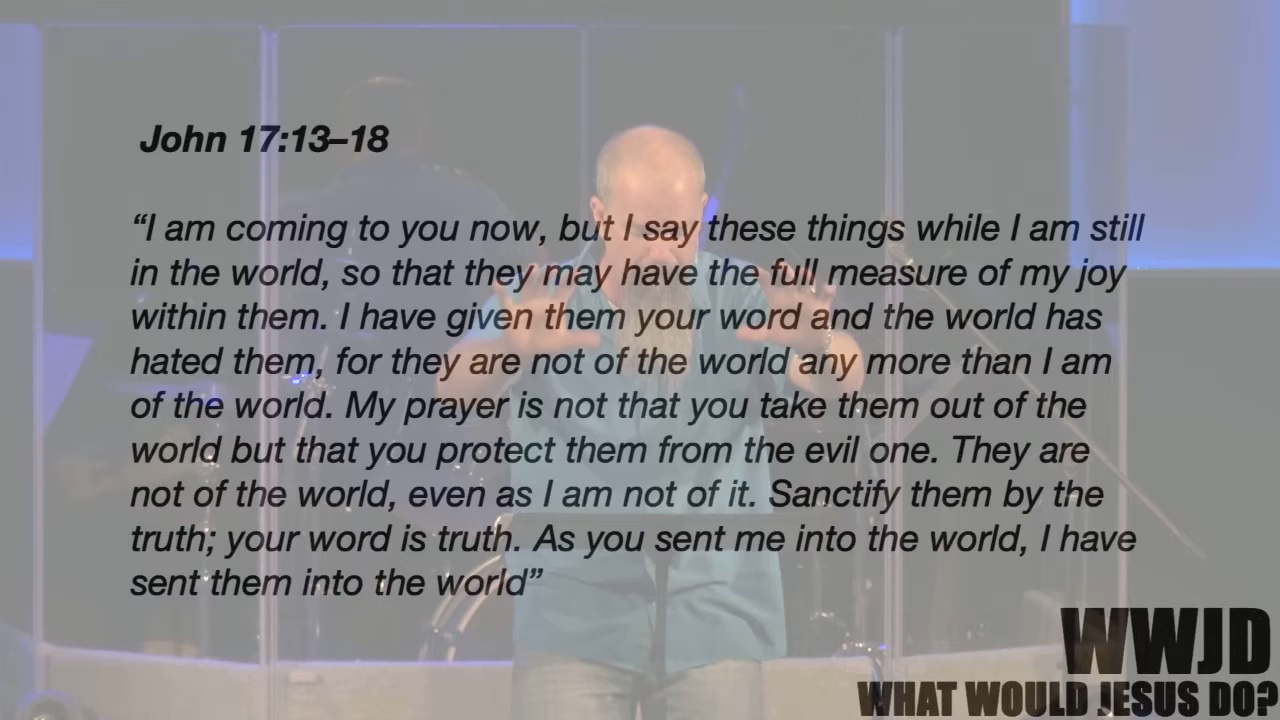 John 17:13–18
“I am coming to you now, but I say these things while I am still
in the world, so that they may have the full measure of my joy
within them. I have given them your word and the world has
hated them, for they are not of the world any more than I am
of the world. My prayer is not that you take them out of the
world but that you protect them from the evil one. They are
not of the world, even as I am not of it. Sanctify them by the
truth; your word is truth. As you sent me into the world, I have
sent them into the world”
WWJD
WHAT WOULD JESUS DO?